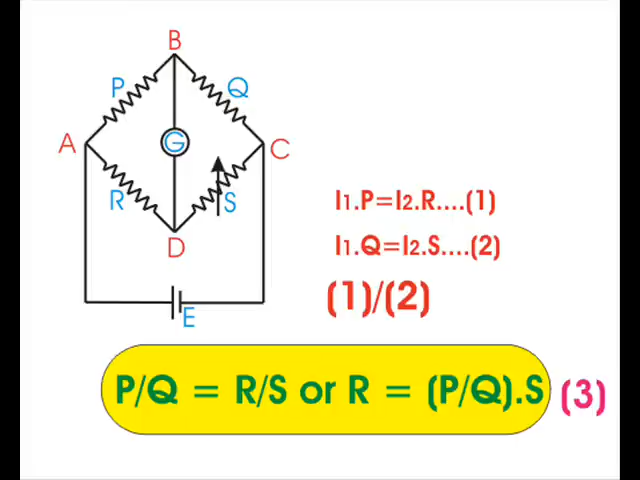 B
P
Q
A
G
C
R
S
D
E
I1.P=I2.R....(1)
I1.Q=I2.S....(2)
(1)/(2)
P/Q = R/S or R = (P/Q).S (3)